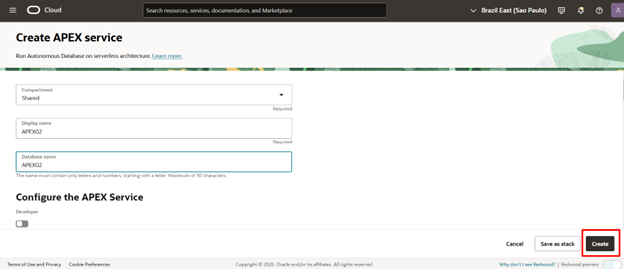 Cloud
Search resources, services, documentation, and Marketplace
Brazil East (Sao Paulo)
Create APEX service
Run Autonomous Database on serverless architecture. Learn more.
Compartment
Shared
Required
Display name
APEX02
Required
Database name
APEX02
The name must contain only letters and numbers, starting with a letter. Maximum of 30 characters.
Configure the APEX Service
Developer
Cancel
Save as stack
Create
Terms of Use and Privacy
Cookie Preferences
Copyright © 2025, Oracle and/or its affiliates. All rights reserved.
Why don't I see Redwood?
Redwood preview